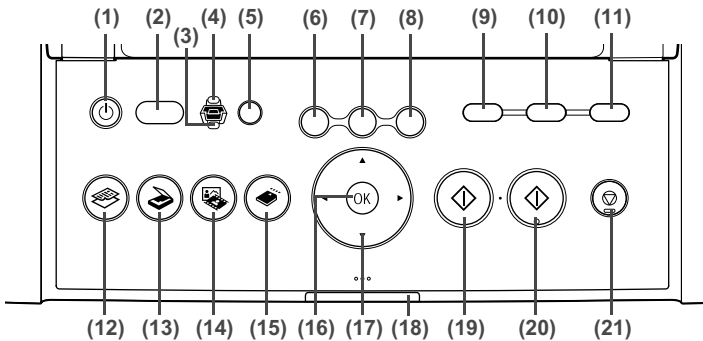 (1) (2) (3) (4) (5) (6) (7) (8) (9) (10) (11)
OK
(12) (13) (14) (15) (16) (17) (18) (19) (20) (21)